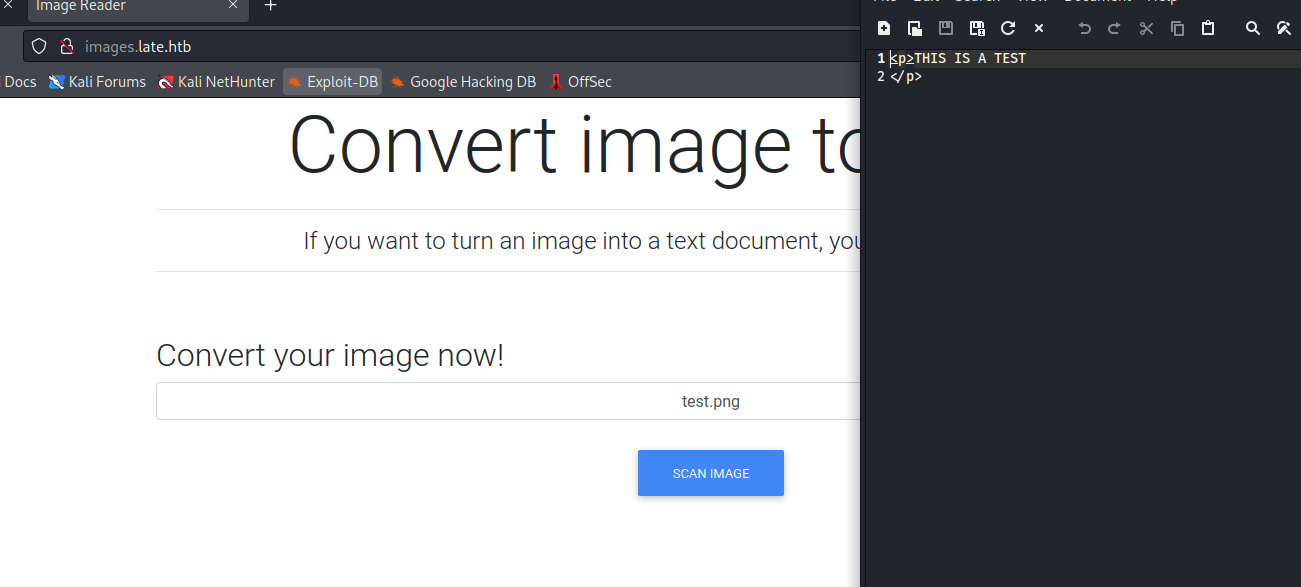 Image Reader
images.late.htb
Docs Kali Forums Kali NetHunter Exploit-DB Google Hacking DB OffSec
Convert image to
If you want to turn an image into a text document, you
Convert your image now!
test.png
SCAN IMAGE
Document Help
1 <p>THIS IS A TEST
2 </p>